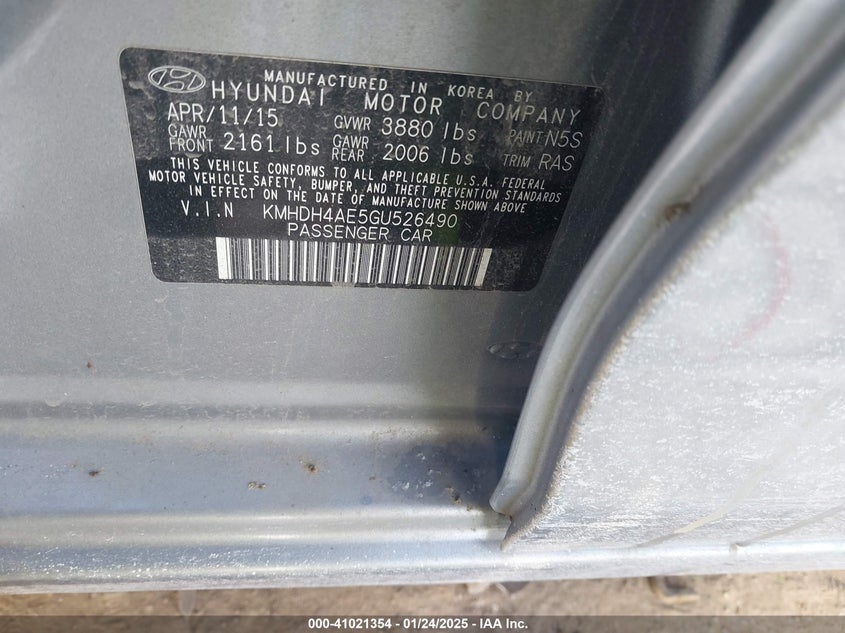 MANUFACTURED IN KOREA BY
HYUNDAI MOTOR COMPANY
APR/11/15 GVWR 3880 lbs PAINT N5S
GAWR FRONT 2161 lbs GAWR REAR 2006 lbs TRIM RAS
THIS VEHICLE CONFORMS TO ALL APPLICABLE U.S.A. FEDERAL
MOTOR VEHICLE SAFETY, BUMPER, AND THEFT PREVENTION STANDARDS
IN EFFECT ON THE DATE OF MANUFACTURE SHOWN ABOVE
V.I.N KMHDH4AE5GU526490
PASSENGER CAR
000-41021354 | 01/24/2025 - IAA Inc.